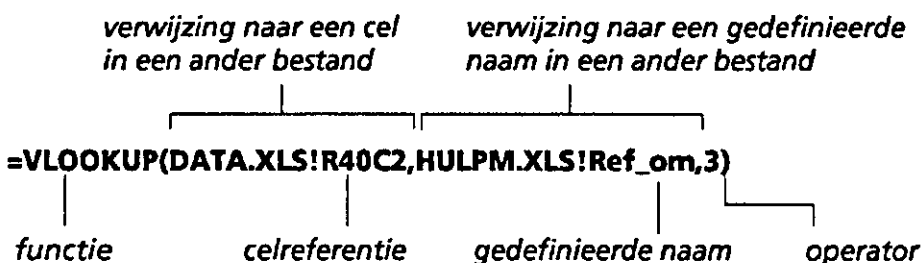 verwijzing naar een cel
in een ander bestand
verwijzing naar een gedefinieerde
naam in een ander bestand
=VLOOKUP(DATA.XLS!R40C2,HULPM.XLS!Ref_om,3)
functie
celreferentie
gedefinieerde naam
operator